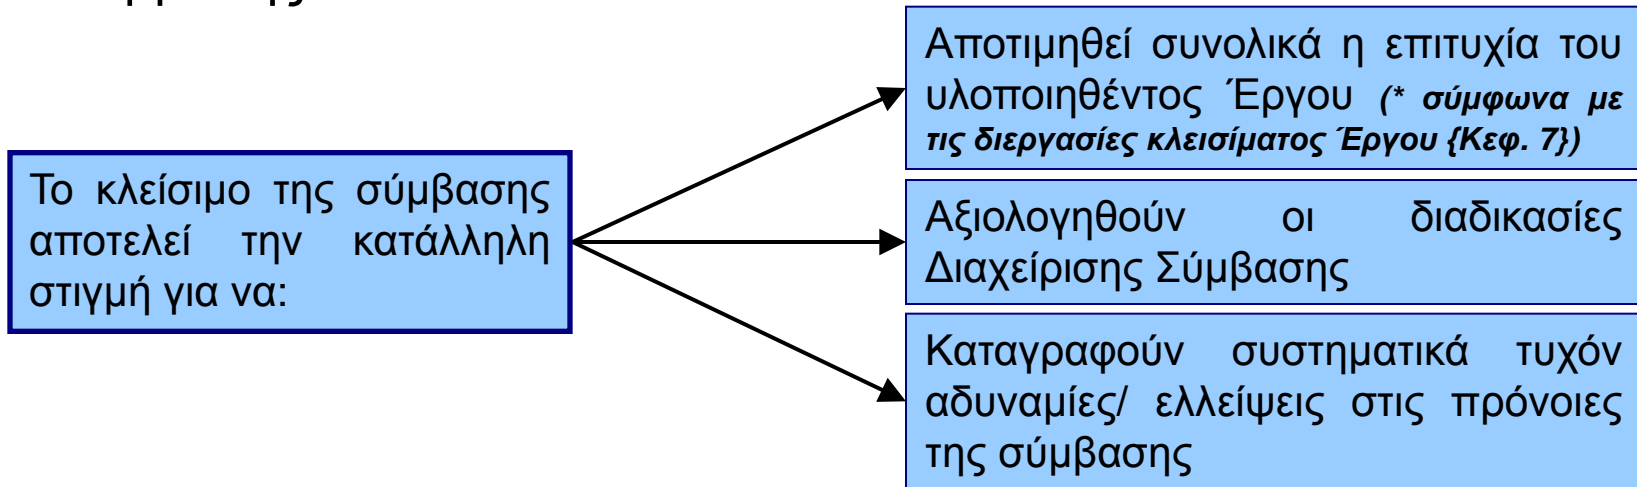 Το κλείσιμο της σύμβασης
αποτελεί την κατάλληλη
στιγμή για να:
Αποτιμηθεί συνολικά η επιτυχία του
υλοποιηθέντος Έργου (* σύμφωνα με
τις διεργασίες κλεισίματος Έργου {Κεφ. 7})
Αξιολογηθούν οι διαδικασίες
Διαχείρισης Σύμβασης
Καταγραφούν συστηματικά τυχόν
αδυναμίες/ ελλείψεις στις πρόνοιες
της σύμβασης